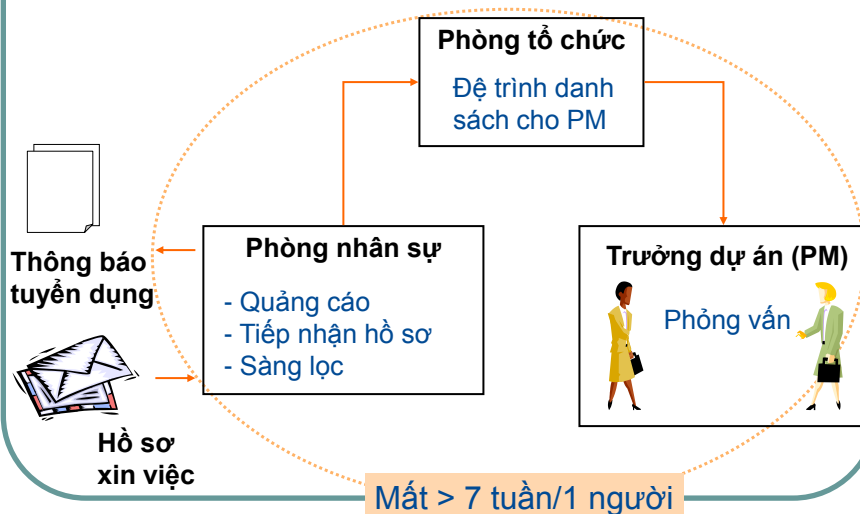 Phòng tổ chức
Đệ trình danh
sách cho PM
Thông báo
tuyển dụng
Phòng nhân sự
- Quảng cáo
- Tiếp nhận hồ sơ
- Sàng lọc
Trưởng dự án (PM)
Phỏng vấn
Hồ sơ
xin việc
Mất > 7 tuần/1 người